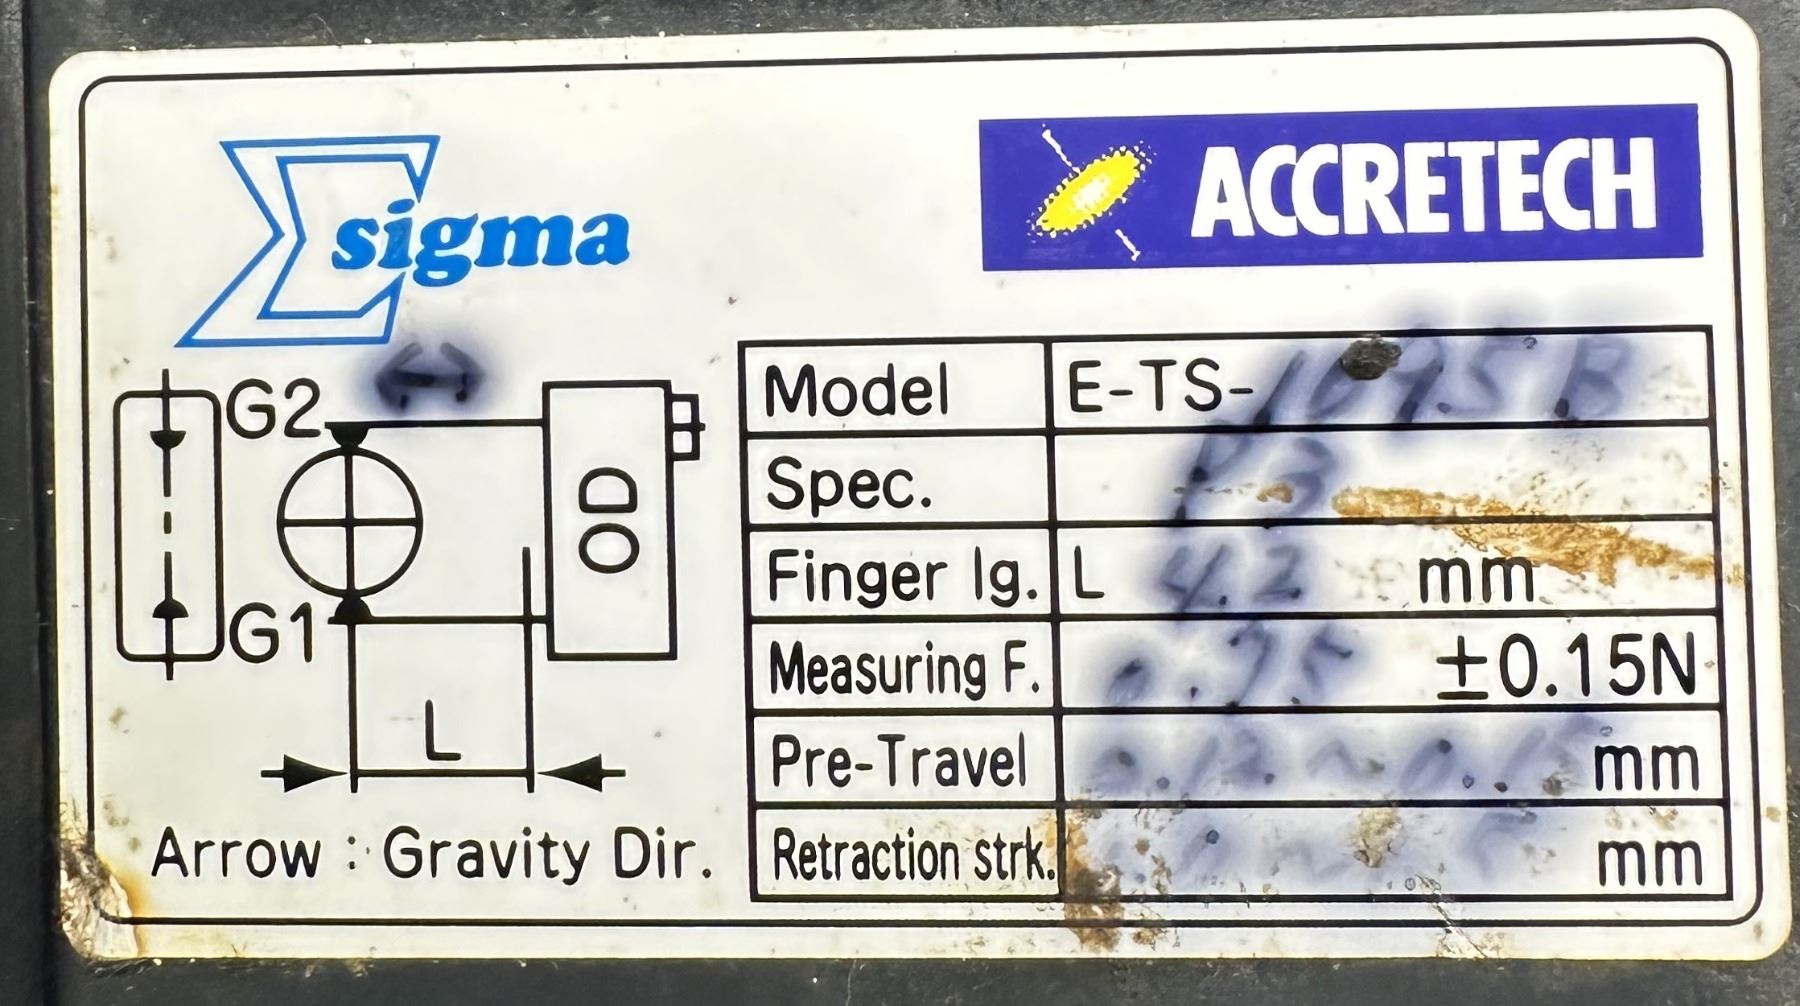 Σ sigma
ACCRETECH
G2
G1
OD
L
Arrow : Gravity Dir.
Model E-TS-
Spec.
Finger lg. L mm
Measuring F. ±0.15N
Pre-Travel mm
Retraction strk. mm